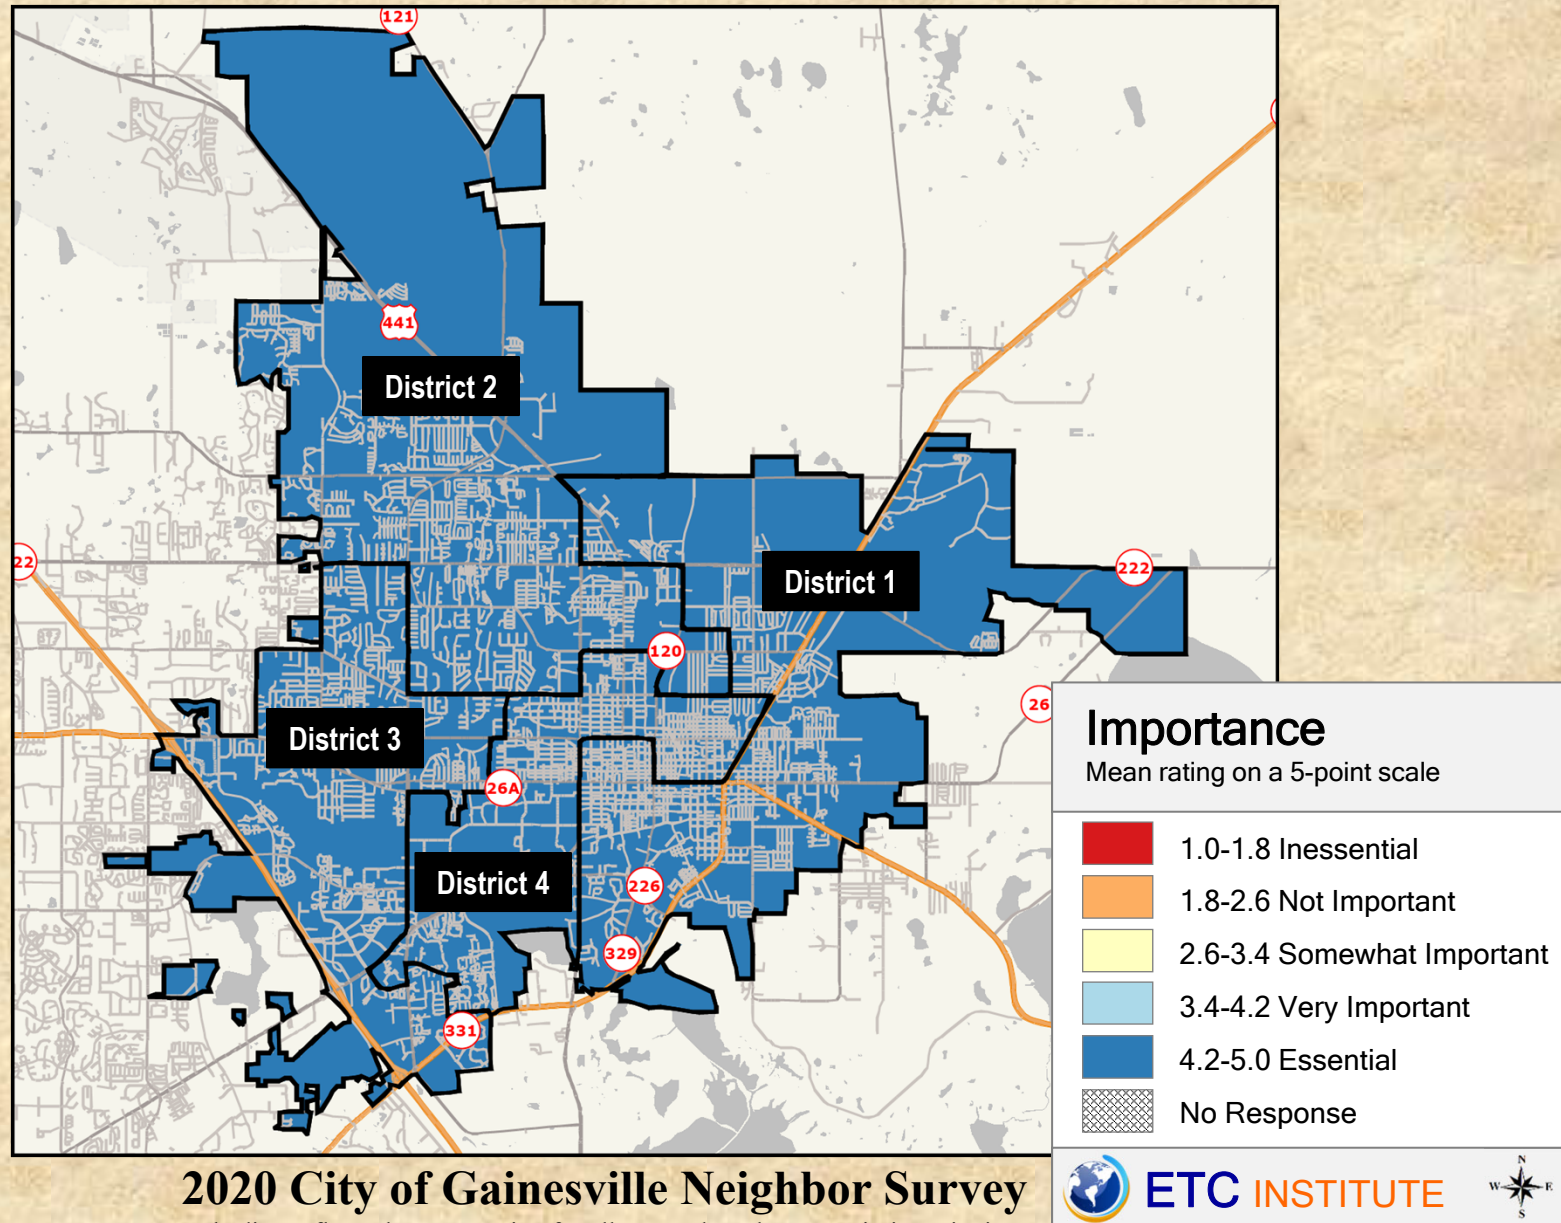 121
441
District 2
District 1
222
22
120
26
District 3
26A
District 4
226
329
331
Importance
Mean rating on a 5-point scale
1.0-1.8 Inessential
1.8-2.6 Not Important
2.6-3.4 Somewhat Important
3.4-4.2 Very Important
4.2-5.0 Essential
No Response
2020 City of Gainesville Neighbor Survey
ETC INSTITUTE
N
W E
S